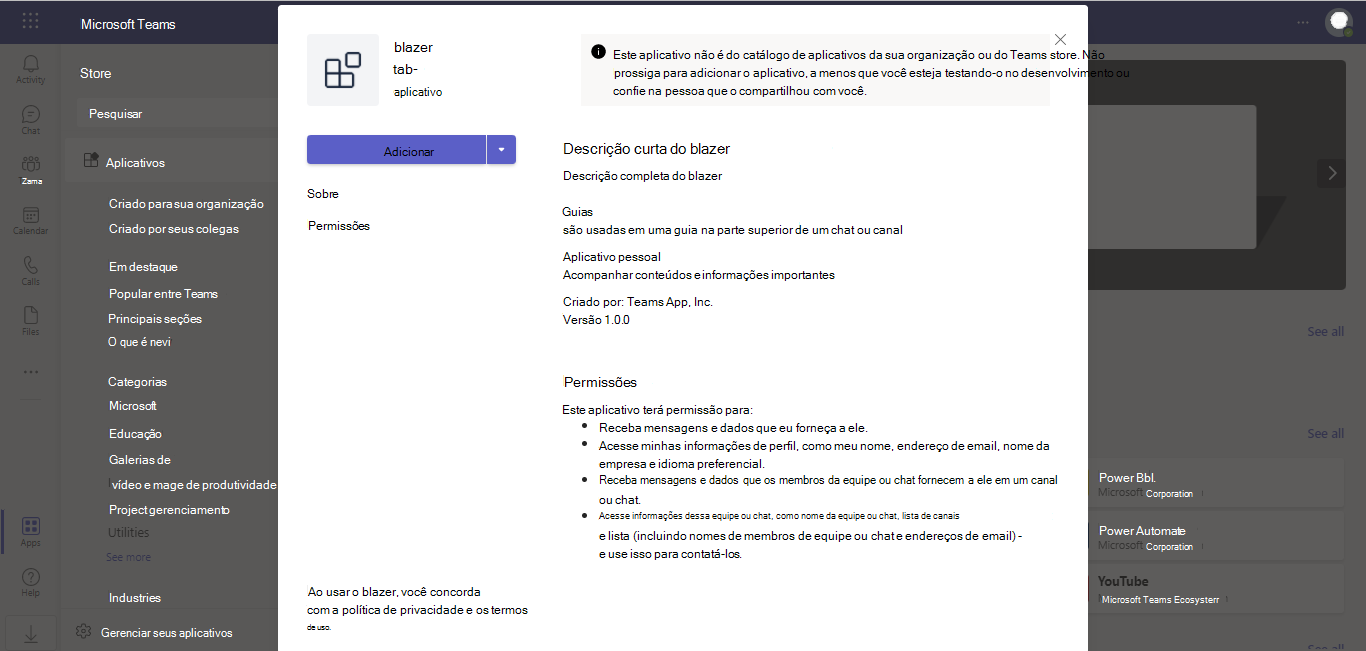 Microsoft Teams
Activity
Chat
Zama
Calendar
Calls
Files
Apps
Help
Store
Pesquisar
Aplicativos
Criado para sua organização
Criado por seus colegas
Em destaque
Popular entre Teams
Principais seções
O que é nevi
Categorias
Microsoft
Educação
Galerias de
vídeo e mage de produtividade
Project gerenciamento
Utilities
See more
Industries
Gerenciar seus aplicativos
blazer
tab-
aplicativo
Este aplicativo não é do catálogo de aplicativos da sua organização ou do Teams store. Não
prossiga para adicionar o aplicativo, a menos que você esteja testando-o no desenvolvimento ou
confie na pessoa que o compartilhou com você.
Adicionar
Sobre
Permissões
Descrição curta do blazer
Descrição completa do blazer
Guias
são usadas em uma guia na parte superior de um chat ou canal
Aplicativo pessoal
Acompanhar conteúdos e informações importantes
Criado por: Teams App, Inc.
Versão 1.0.0
Permissões
Este aplicativo terá permissão para:
Receba mensagens e dados que eu forneça a ele.
Acesse minhas informações de perfil, como meu nome, endereço de email, nome da
empresa e idioma preferencial.
Receba mensagens e dados que os membros da equipe ou chat fornecem a ele em um canal
ou chat.
Acesse informações dessa equipe ou chat, como nome da equipe ou chat, lista de canais
e lista (incluindo nomes de membros de equipe ou chat e endereços de email) -
e use isso para contatá-los.
Ao usar o blazer, você concorda
com a política de privacidade e os termos
de uso.
See all
See all
Power Bbl.
Microsoft Corporation
Power Automate
Microsoft Corporation
YouTube
Microsoft Teams Ecosysterr
See all